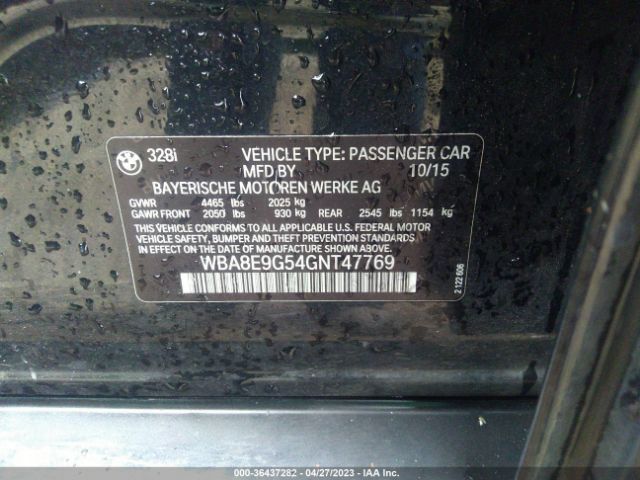 328i VEHICLE TYPE: PASSENGER CAR
MFD BY 10/15
BAYERISCHE MOTOREN WERKE AG
GVWR 4465 lbs 2025 kg
GAWR FRONT 2050 lbs 930 kg REAR 2545 lbs 1154 kg
THIS VEHICLE CONFORMS TO ALL APPLICABLE U.S. FEDERAL MOTOR
VEHICLE SAFETY, BUMPER AND THEFT PREVENTION STANDARDS IN EFFECT ON THE
DATE OF MANUFACTURE SHOWN ABOVE.
WBA8E9G54GNT47769
2 122 606
000-36437282 - 04/27/2023 - IAA Inc.